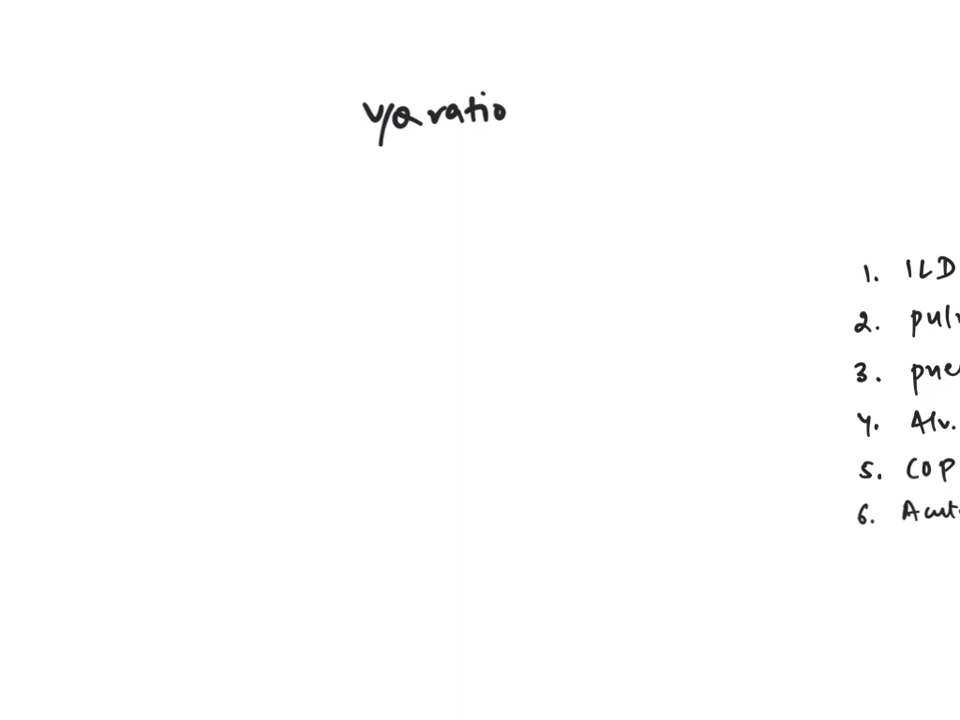 V/Q ratio
1. ILD
2. pul
3. pne
4. Alv.
5. COP
6. Acut